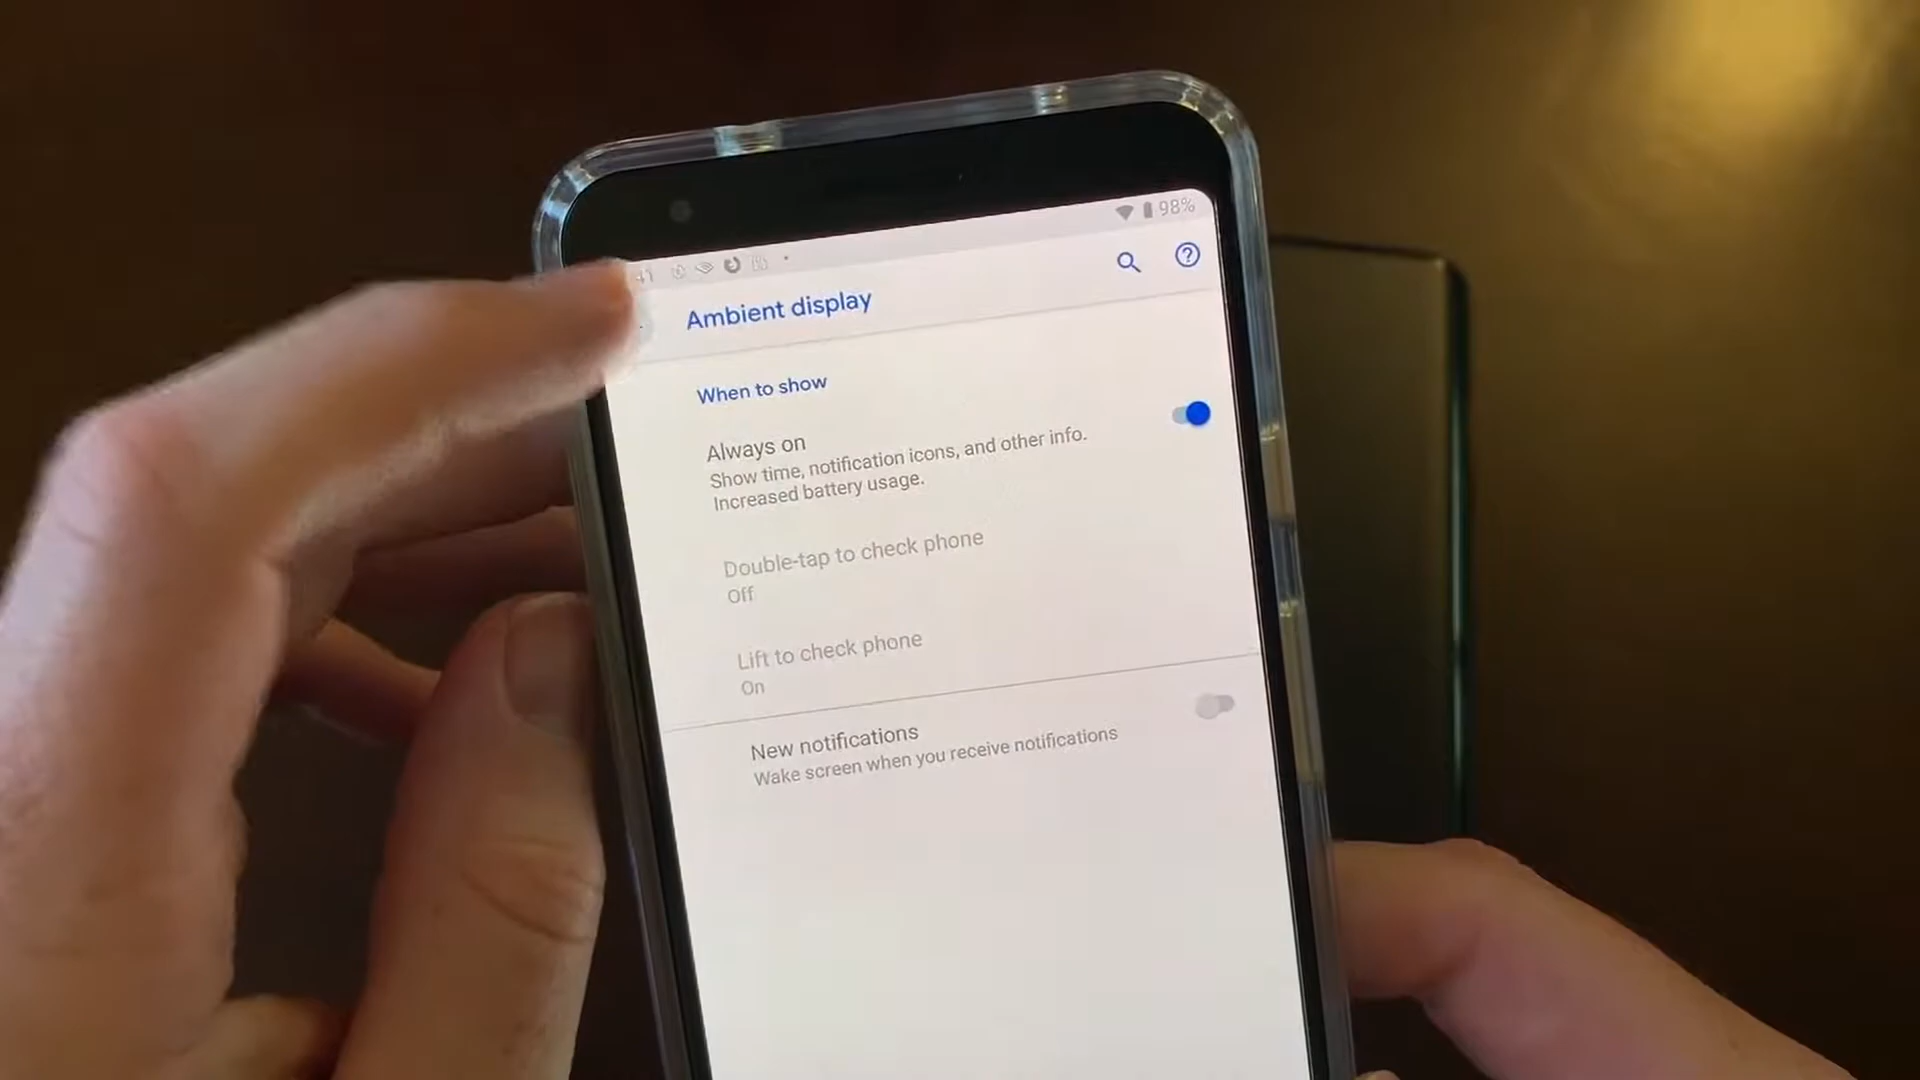 98%
Ambient display
When to show
Always on
Show time, notification icons, and other info.
Increased battery usage.
Double-tap to check phone
Off
Lift to check phone
On
New notifications
Wake screen when you receive notifications